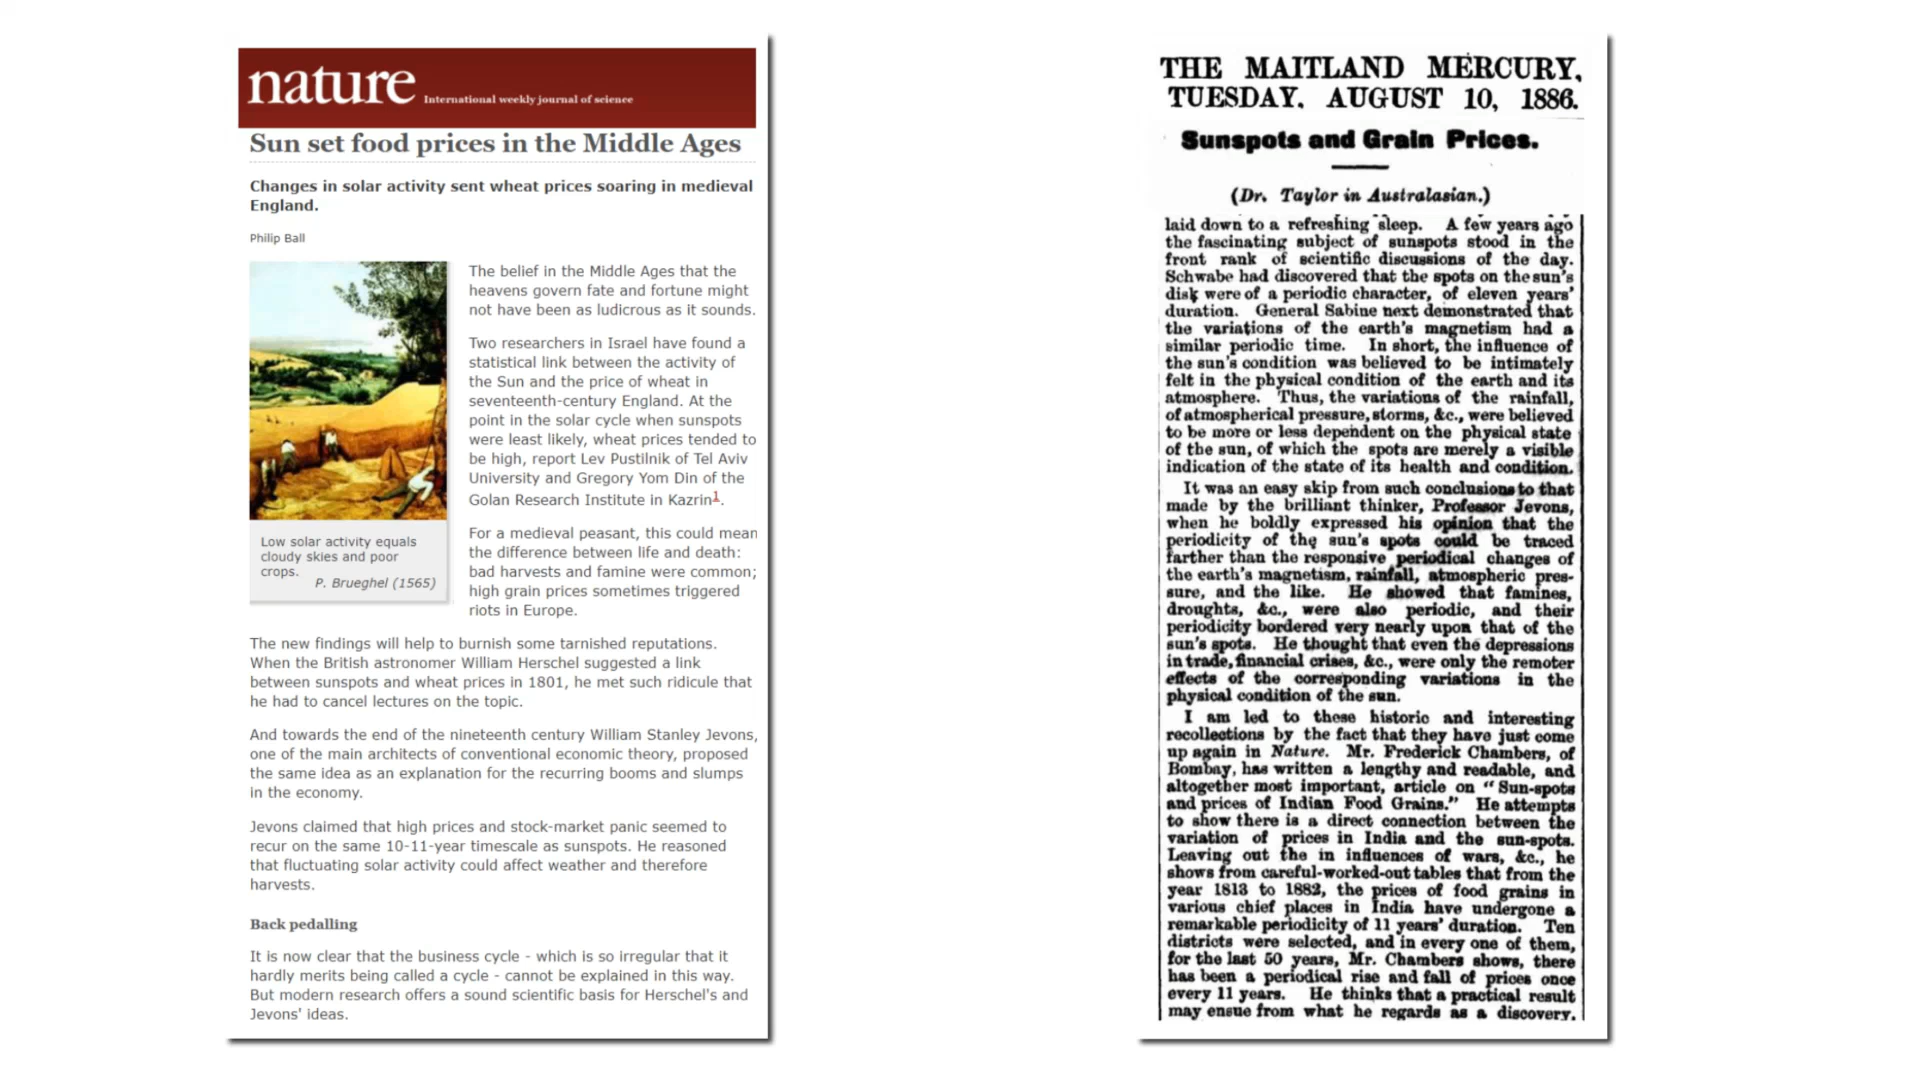 nature International weekly journal of science
Sun set food prices in the Middle Ages
Changes in solar activity sent wheat prices soaring in medieval
England.
Philip Ball
The belief in the Middle Ages that the
heavens govern fate and fortune might
not have been as ludicrous as it sounds.
Two researchers in Israel have found a
statistical link between the activity of
the Sun and the price of wheat in
seventeenth-century England. At the
point in the solar cycle when sunspots
were least likely, wheat prices tended to
be high, report Lev Pustilnik of Tel Aviv
University and Gregory Yom Din of the
Golan Research Institute in Kazrin1.
For a medieval peasant, this could mean
the difference between life and death:
bad harvests and famine were common;
high grain prices sometimes triggered
riots in Europe.
Low solar activity equals
cloudy skies and poor
crops.
P. Brueghel (1565)
The new findings will help to burnish some tarnished reputations.
When the British astronomer William Herschel suggested a link
between sunspots and wheat prices in 1801, he met such ridicule that
he had to cancel lectures on the topic.
And towards the end of the nineteenth century William Stanley Jevons,
one of the main architects of conventional economic theory, proposed
the same idea as an explanation for the recurring booms and slumps
in the economy.
Jevons claimed that high prices and stock-market panic seemed to
recur on the same 10-11-year timescale as sunspots. He reasoned
that fluctuating solar activity could affect weather and therefore
harvests.
Back pedalling
It is now clear that the business cycle - which is so irregular that it
hardly merits being called a cycle - cannot be explained in this way.
But modern research offers a sound scientific basis for Herschel's and
Jevons' ideas.
THE MAITLAND MERCURY,
TUESDAY, AUGUST 10, 1886.
Sunspots and Grain Prices.
(Dr. Taylor in Australasian.)
laid down to a refreshing sleep. A few years ago
the fascinating subject of sunspots stood in the
front rank of scientific discussions of the day.
Schwabe had discovered that the spots on the sun's
disk were of a periodic character, of eleven years'
duration. General Sabine next demonstrated that
the variations of the earth's magnetism had a
similar periodic time. In short, the influence of
the sun's condition was believed to be intimately
felt in the physical condition of the earth and its
atmosphere. Thus, the variations of the rainfall,
of atmospherical pressure, storms, &c., were believed
to be more or less dependent on the physical state
of the sun, of which the spots are merely a visible
indication of the state of its health and condition.
It was an easy skip from such conclusions to that
made by the brilliant thinker, Professor Jevons,
when he boldly expressed his opinion that the
periodicity of the sun's spots could be traced
farther than the responsive periodical changes of
the earth's magnetism, rainfall, atmospheric pres-
sure, and the like. He showed that famines,
droughts, &c., were also periodic, and their
periodicity bordered very nearly upon that of the
sun's spots. He thought that even the depressions
in trade, financial crises, &c., were only the remoter
effects of the corresponding variations in the
physical condition of the sun.
I am led to these historic and interesting
recollections by the fact that they have just come
up again in Nature. Mr. Frederick Chambers, of
Bombay, has written a lengthy and readable, and
altogether most important, article on "Sun-spots
and prices of Indian Food Grains." He attempts
to show there is a direct connection between the
variation of prices in India and the sun-spots.
Leaving out the in influences of wars, &c., he
shows from careful-worked-out tables that from the
year 1813 to 1882, the prices of food grains in
various chief places in India have undergone a
remarkable periodicity of 11 years' duration. Ten
districts were selected, and in every one of them,
for the last 50 years, Mr. Chambers shows, there
has been a periodical rise and fall of prices once
every 11 years. He thinks that a practical result
may ensue from what he regards as a discovery.